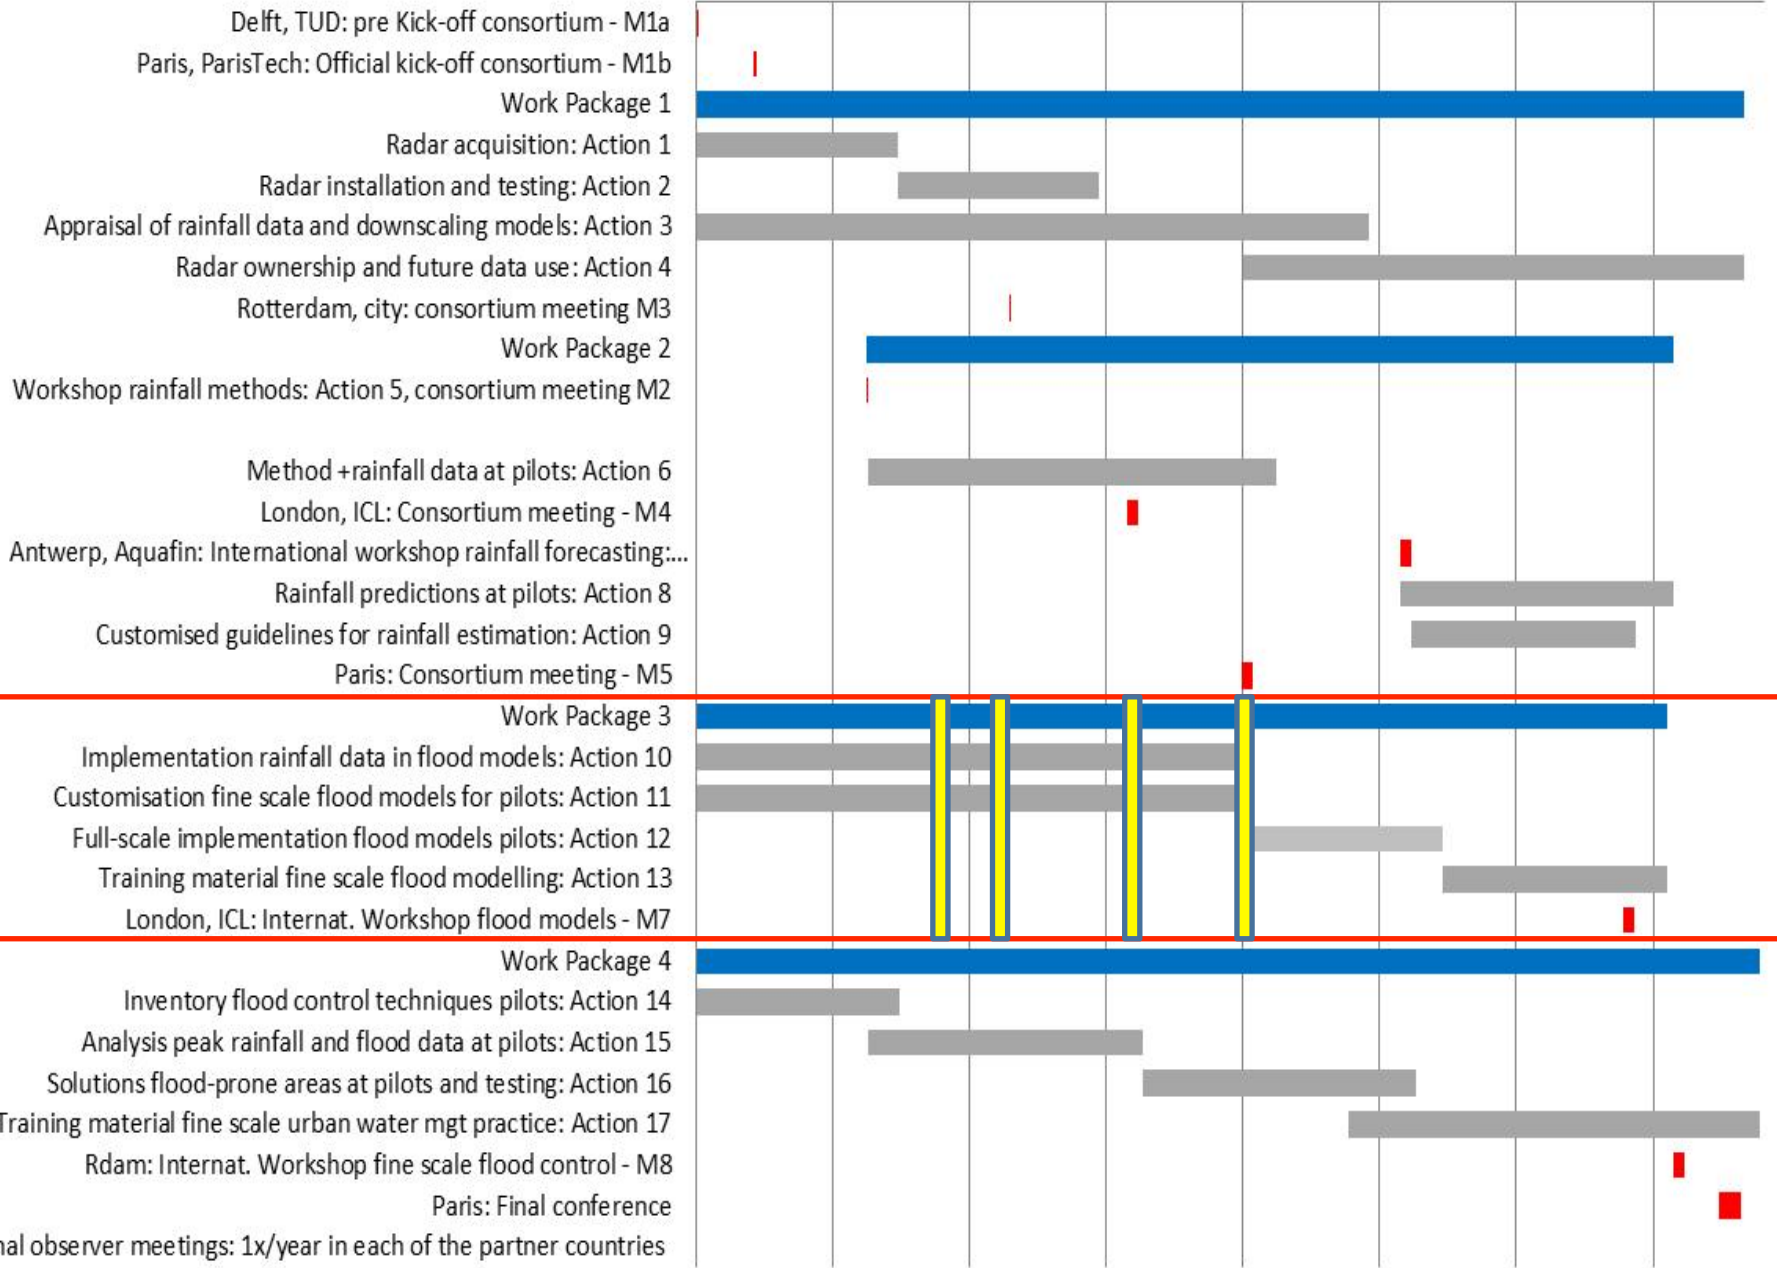 Delft, TUD: pre Kick-off consortium - M1a
Paris, ParisTech: Official kick-off consortium - M1b
Work Package 1
Radar acquisition: Action 1
Radar installation and testing: Action 2
Appraisal of rainfall data and downscaling models: Action 3
Radar ownership and future data use: Action 4
Rotterdam, city: consortium meeting M3
Work Package 2
Workshop rainfall methods: Action 5, consortium meeting M2
Method +rainfall data at pilots: Action 6
London, ICL: Consortium meeting - M4
Antwerp, Aquafin: International workshop rainfall forecasting:...
Rainfall predictions at pilots: Action 8
Customised guidelines for rainfall estimation: Action 9
Paris: Consortium meeting - M5
Work Package 3
Implementation rainfall data in flood models: Action 10
Customisation fine scale flood models for pilots: Action 11
Full-scale implementation flood models pilots: Action 12
Training material fine scale flood modelling: Action 13
London, ICL: Internat. Workshop flood models - M7
Work Package 4
Inventory flood control techniques pilots: Action 14
Analysis peak rainfall and flood data at pilots: Action 15
Solutions flood-prone areas at pilots and testing: Action 16
Training material fine scale urban water mgt practice: Action 17
Rdam: Internat. Workshop fine scale flood control - M8
Paris: Final conference
observer meetings: 1x/year in each of the partner countries